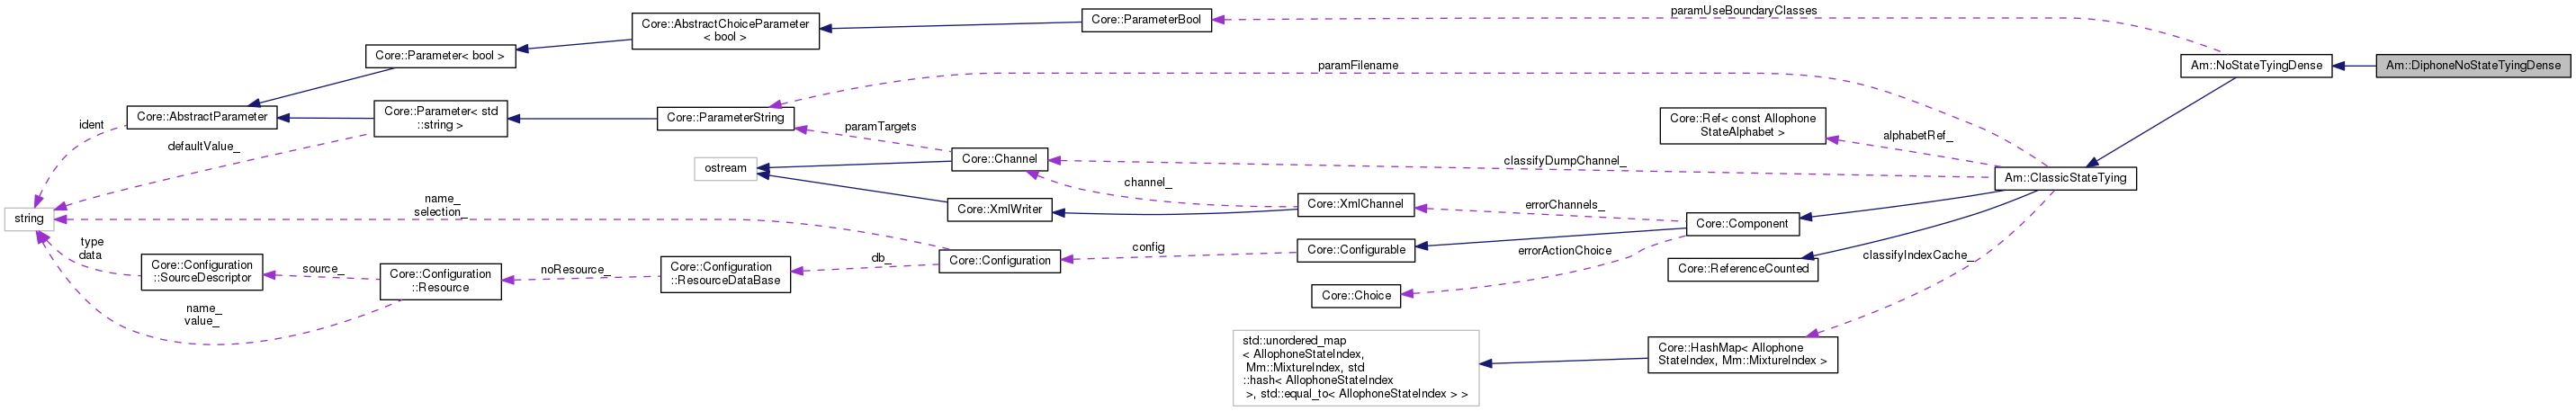 paramUseBoundaryClasses
Core::AbstractChoiceParameter
< bool >
Core::ParameterBool
Core::Parameter< bool >
paramFilename
Am::NoStateTyingDense
Am::DiphoneNoStateTyingDense
ident
Core::AbstractParameter
Core::Parameter< std
::string >
Core::ParameterString
paramTargets
Core::Ref< const Allophone
StateAlphabet >
alphabetRef_
defaultValue_
ostream
Core::Channel
classifyDumpChannel_
channel_
Am::ClassicStateTying
name_
selection_
string
Core::XmlWriter
Core::XmlChannel
errorChannels_
Core::Component
type
data
Core::Configuration
::SourceDescriptor
source_
Core::Configuration
::Resource
noResource_
Core::Configuration
::ResourceDataBase
db_
Core::Configuration
config
Core::Configurable
errorActionChoice
classifyIndexCache_
Core::ReferenceCounted
Core::Choice
name_
value_
std::unordered_map
< AllophoneStateIndex,
Mm::MixtureIndex, std
::hash< AllophoneStateIndex
>, std::equal_to< AllophoneStateIndex > >
Core::HashMap< Allophone
StateIndex, Mm::MixtureIndex >